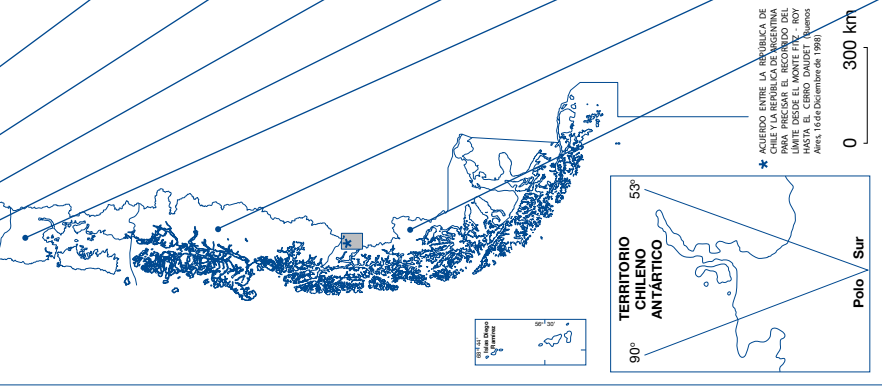 * ACUERDO ENTRE LA REPÚBLICA DE
CHILE Y LA REPÚBLICA DE ARGENTINA
PARA PRECISAR EL RECORRIDO DEL
LÍMITE DESDE EL MONTE FITZ - ROY
HASTA EL CERRO DAUDET (Buenos
Aires, 16 de Diciembre de 1998)
0 300 km
*
TERRITORIO
CHILENO
ANTÁRTICO
90° 53°
Polo Sur
68° 44'
Islas Diego
Ramírez
56° 30'